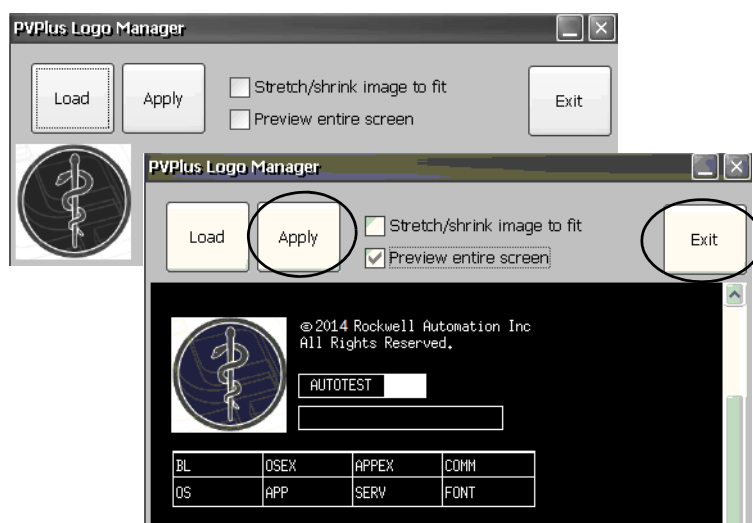 PVPlus Logo Manager
Load
Apply
Stretch/shrink image to fit
Preview entire screen
Exit
PVPlus Logo Manager
Load
Apply
Stretch/shrink image to fit
Preview entire screen
Exit
©2014 Rockwell Automation Inc
All Rights Reserved.
AUTOTEST
BL OSEX APPEX COMM
OS APP SERV FONT